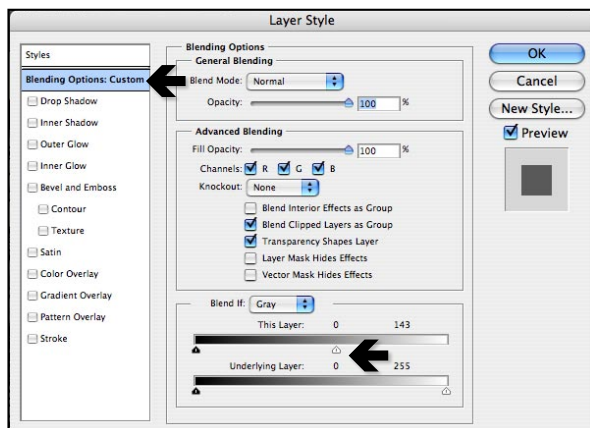 Layer Style
Styles
Blending Options: Custom
Drop Shadow
Inner Shadow
Outer Glow
Inner Glow
Bevel and Emboss
Contour
Texture
Satin
Color Overlay
Gradient Overlay
Pattern Overlay
Stroke
Blending Options
General Blending
Blend Mode: Normal
Opacity: 100 %
Advanced Blending
Fill Opacity: 100 %
Channels: R G B
Knockout: None
Blend Interior Effects as Group
Blend Clipped Layers as Group
Transparency Shapes Layer
Layer Mask Hides Effects
Vector Mask Hides Effects
Blend If: Gray
This Layer: 0 143
Underlying Layer: 0 255
OK
Cancel
New Style...
Preview